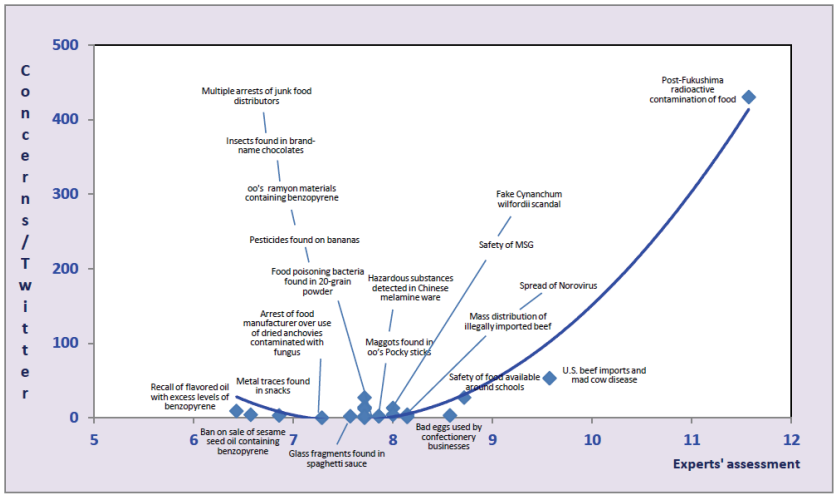 500
400
300
200
100
0
Concerns/Twitter
5
6
7
8
9
10
11
12
Experts' assessment
Multiple arrests of junk food
distributors
Insects found in brand-
name chocolates
oo's ramyon materials
containing benzopyrene
Pesticides found on bananas
Food poisoning bacteria
found in 20-grain
powder
Hazardous substances
detected in Chinese
melamine ware
Arrest of food
manufacturer over use
of dried anchovies
contaminated with
fungus
Maggots found in
oo's Pocky sticks
Metal traces found
in snacks
Recall of flavored oil
with excess levels of
benzopyrene
Ban on sale of sesame
seed oil containing
benzopyrene
Glass fragments found in
spaghetti sauce
Fake Cynanchum
wilfordii scandal
Safety of MSG
Spread of Norovirus
Mass distribution of
illegally imported beef
Safety of food available
around schools
Bad eggs used by
confectionery
businesses
U.S. beef imports and
mad cow disease
Post-Fukushima
radioactive
contamination of food